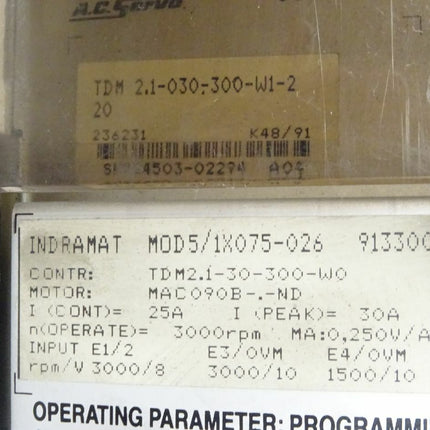 A.C. Servo
TDM 2.1-030-300-W1-2
20
236231 K48/91
INDRAMAT MOD5/1X075-026 913300
CONTR: TDM2.1-30-300-W0
MOTOR: MAC090B-.-ND
I (CONT)= 25A I (PEAK)= 30A
n(OPERATE)= 3000rpm MA:0,250V/A
INPUT E1/2 E3/0VM E4/0VM
rpm/V 3000/8 3000/10 1500/10
OPERATING PARAMETER: PROGRAMMI